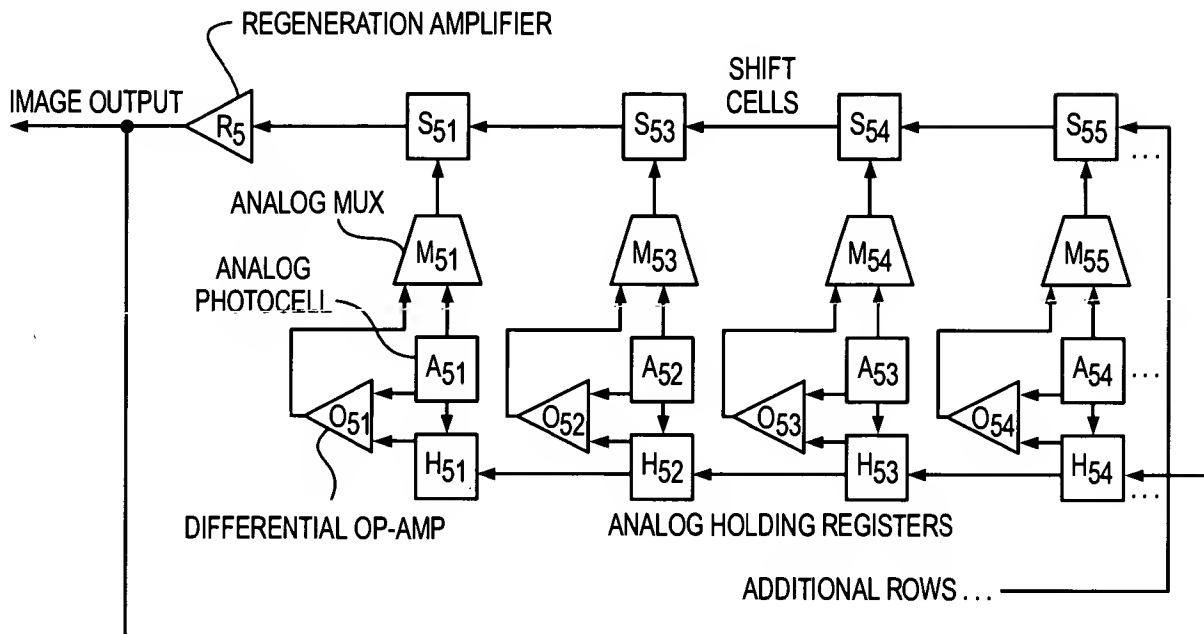 REGENERATION AMPLIFIER
IMAGE OUTPUT
R5
S51
S53
SHIFT
CELLS
S54
S55
...
ANALOG MUX
M51
M53
M54
M55
ANALOG
PHOTOCELL
A51
A52
A53
A54
...
O51
O52
O53
O54
H51
H52
H53
H54
...
DIFFERENTIAL OP-AMP
ANALOG HOLDING REGISTERS
ADDITIONAL ROWS ...